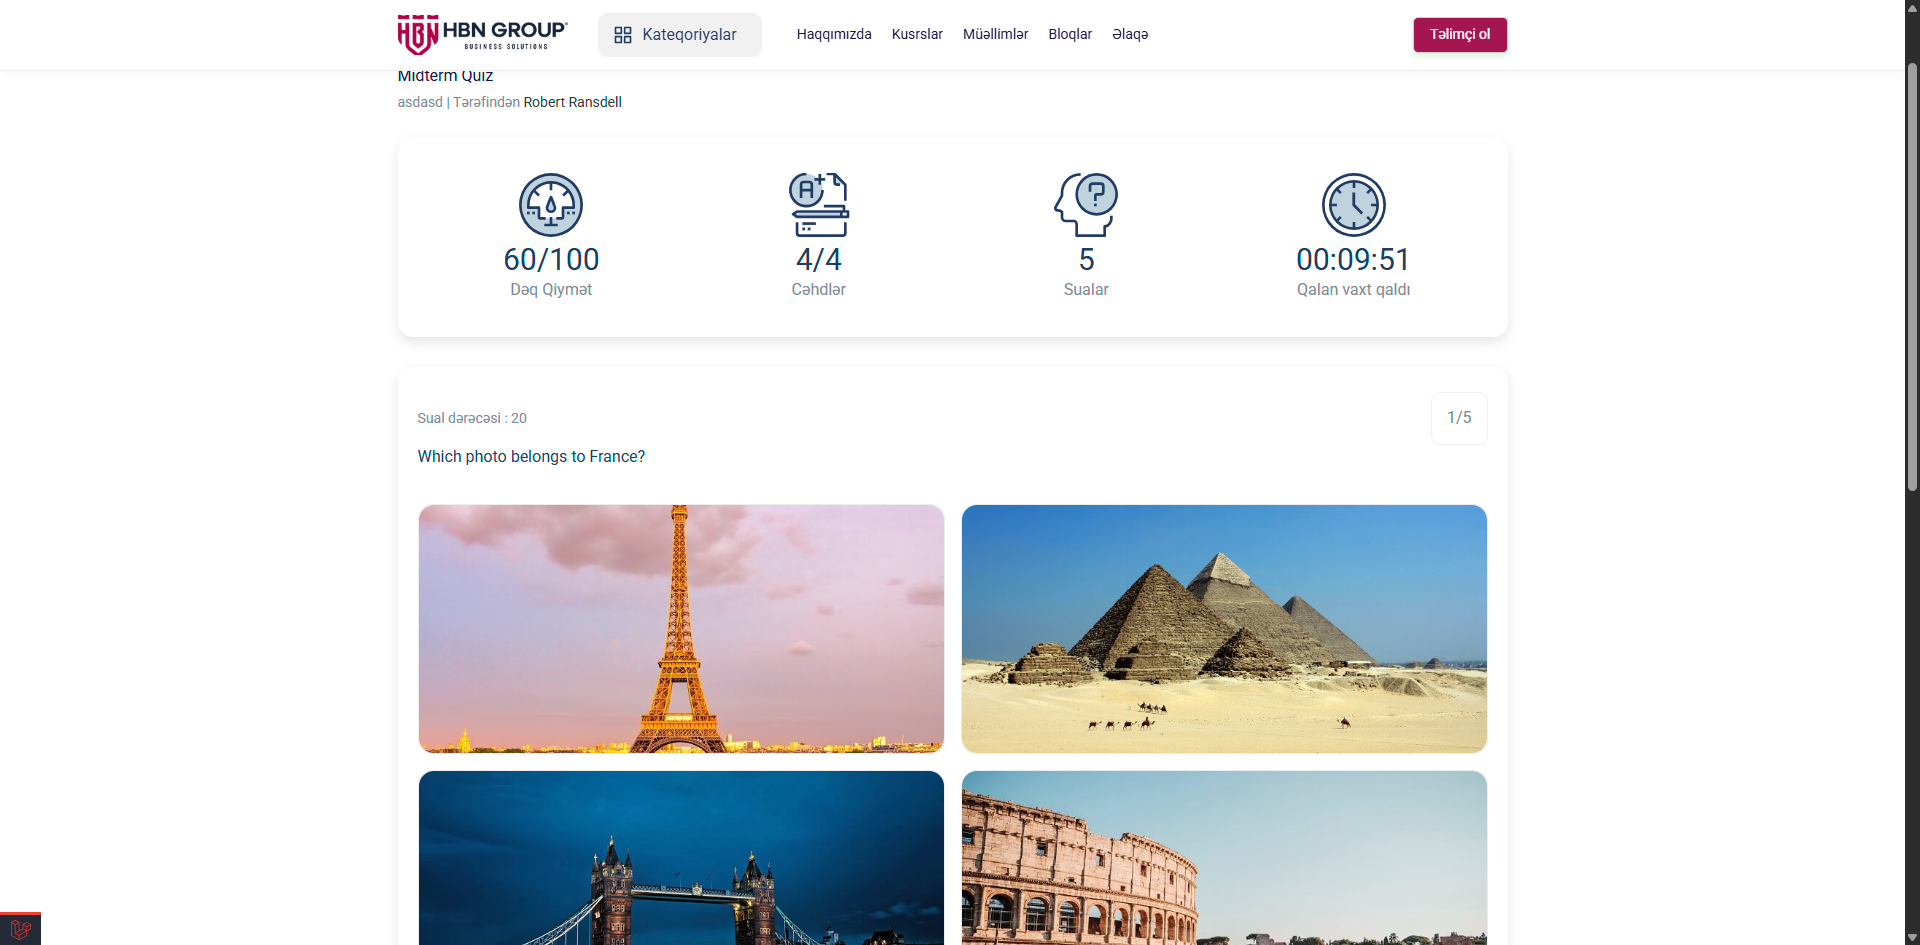 HBN GROUP
BUSINESS SOLUTIONS
Kateqoriyalar
Haqqımızda
Kusrslar
Müəllimlər
Bloqlar
Əlaqə
Təlimçi ol
Midterm Quiz
asdasd | Tərəfindən Robert Ransdell
60/100
Dəq Qiymət
4/4
Cəhdlər
5
Sualar
00:09:51
Qalan vaxt qaldı
Sual dərəcəsi : 20
1/5
Which photo belongs to France?